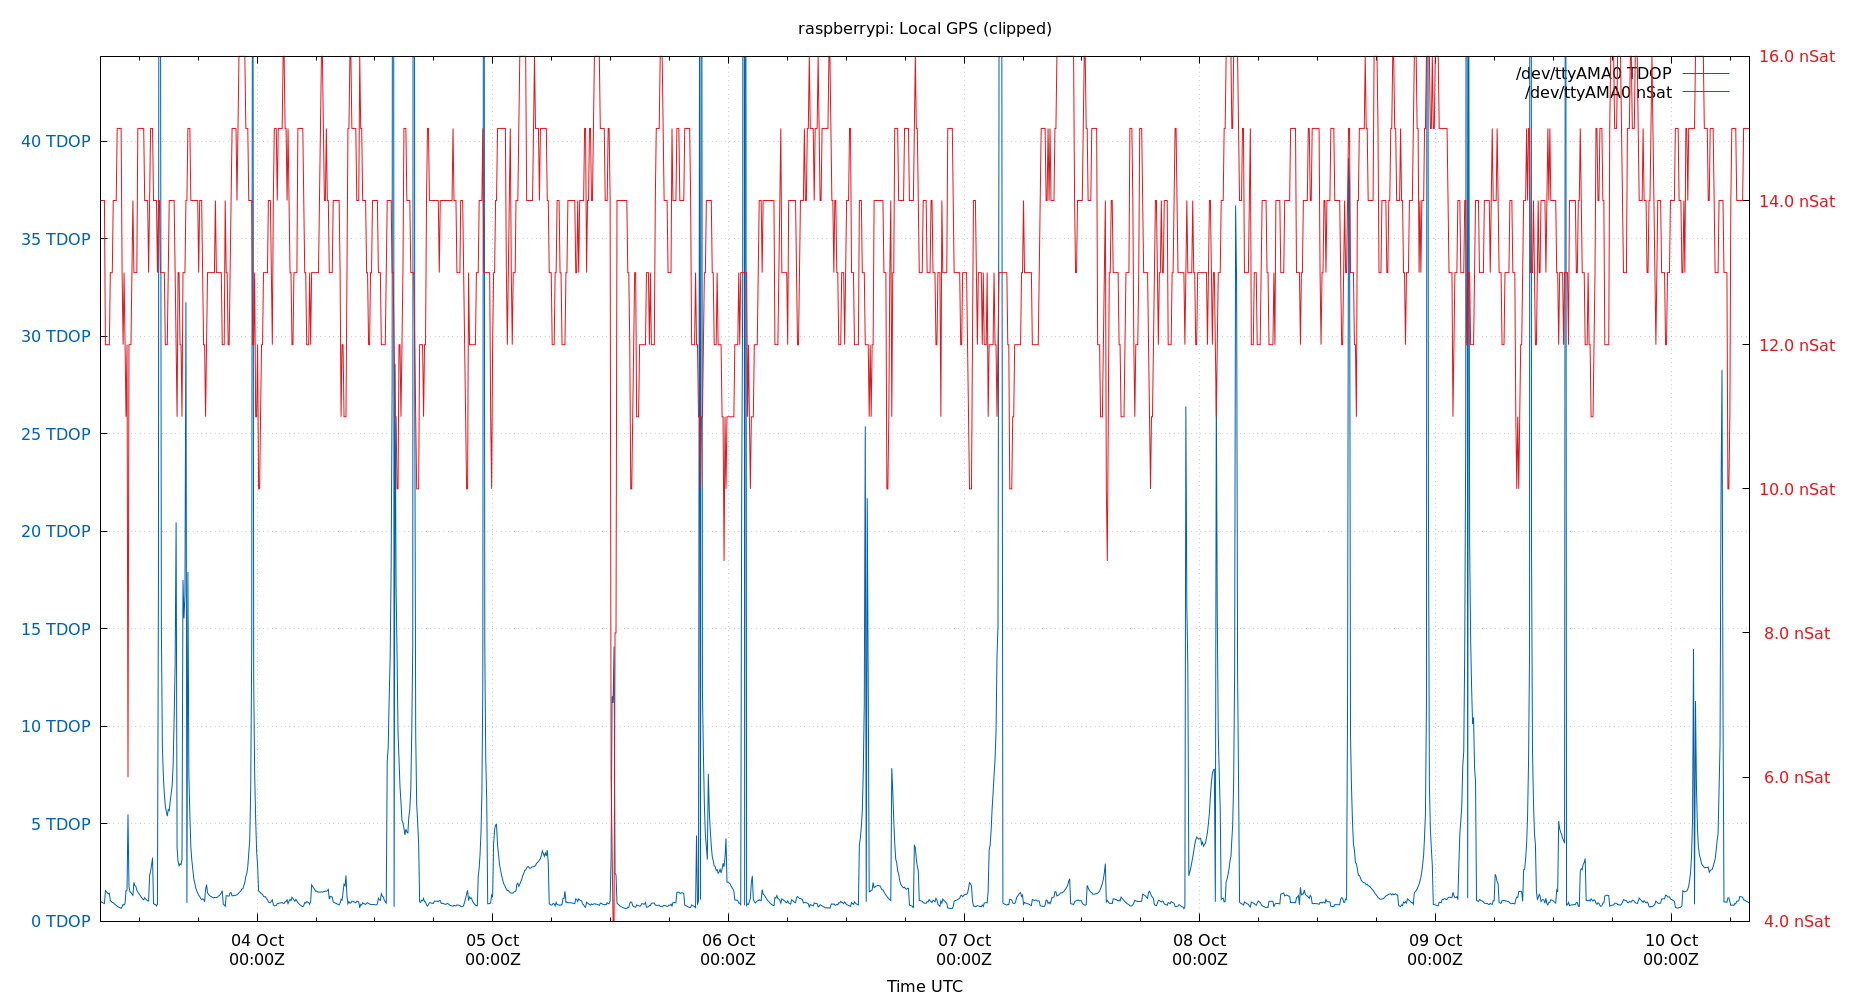 raspberrypi: Local GPS (clipped)
16.0 nSat
/dev/ttyAMA0 TDOP
/dev/ttyAMA0 nSat
40 TDOP
14.0 nSat
35 TDOP
12.0 nSat
30 TDOP
25 TDOP
10.0 nSat
20 TDOP
15 TDOP
8.0 nSat
10 TDOP
6.0 nSat
5 TDOP
0 TDOP
4.0 nSat
04 Oct
00:00Z
05 Oct
00:00Z
06 Oct
00:00Z
07 Oct
00:00Z
08 Oct
00:00Z
09 Oct
00:00Z
10 Oct
00:00Z
Time UTC